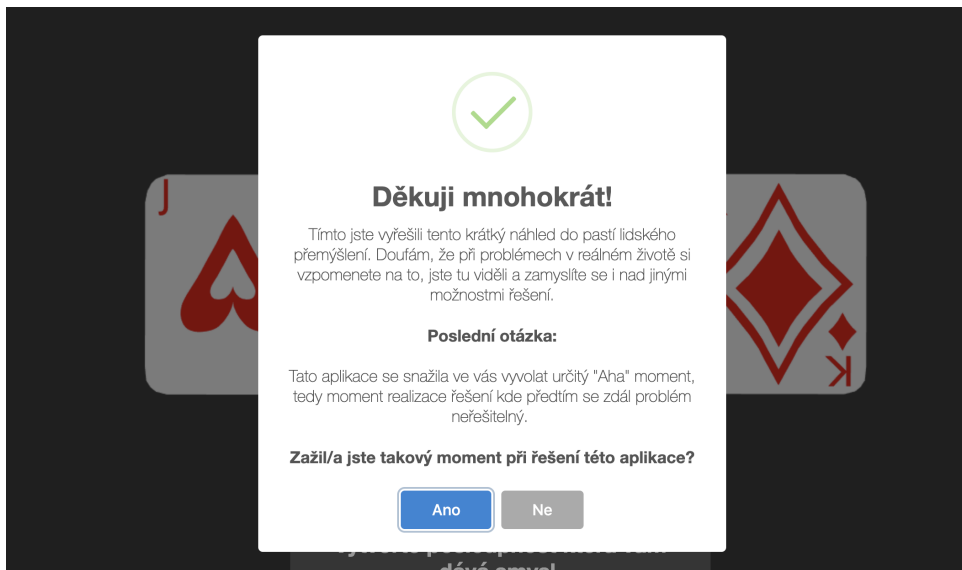 J
Děkuji mnohokrát!
Tímto jste vyřešili tento krátký náhled do pastí lidského
přemýšlení. Doufám, že při problémech v reálném životě si
vzpomenete na to, jste tu viděli a zamyslíte se i nad jinými
možnostmi řešení.
Poslední otázka:
Tato aplikace se snažila ve vás vyvolat určitý "Aha" moment,
tedy moment realizace řešení kde předtím se zdál problém
neřešitelný.
Zažil/a jste takový moment při řešení této aplikace?
Ano
Ne
K